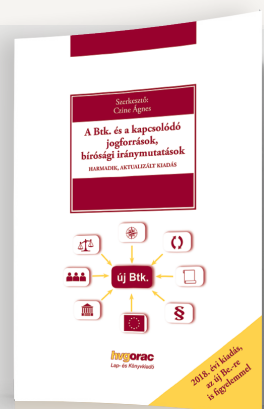 Szerkesztő:
Czine Ágnes
A Btk. és a kapcsolódó
jogforrások,
bírósági iránymutatások
HARMADIK, AKTUALIZÁLT KIADÁS
új Btk.
§
hvgorac
Lap- és Könyvkiadó
2018. évi kiadás,
az új Be.-re
is figyelemmel